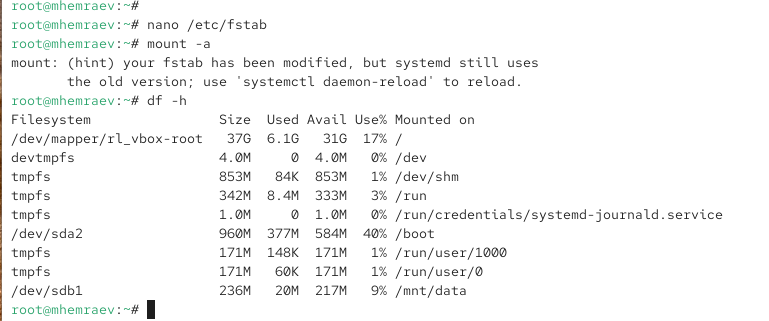 root@mhemraev:~#
root@mhemraev:~# nano /etc/fstab
root@mhemraev:~# mount -a
mount: (hint) your fstab has been modified, but systemd still uses
       the old version; use 'systemctl daemon-reload' to reload.
root@mhemraev:~# df -h
Filesystem                Size  Used Avail Use% Mounted on
/dev/mapper/rl_vbox-root   37G  6.1G   31G  17% /
devtmpfs                  4.0M     0  4.0M   0% /dev
tmpfs                     853M   84K  853M   1% /dev/shm
tmpfs                     342M  8.4M  333M   3% /run
tmpfs                     1.0M     0  1.0M   0% /run/credentials/systemd-journald.service
/dev/sda2                 960M  377M  584M  40% /boot
tmpfs                     171M  148K  171M   1% /run/user/1000
tmpfs                     171M   60K  171M   1% /run/user/0
/dev/sdb1                 236M   20M  217M   9% /mnt/data
root@mhemraev:~#